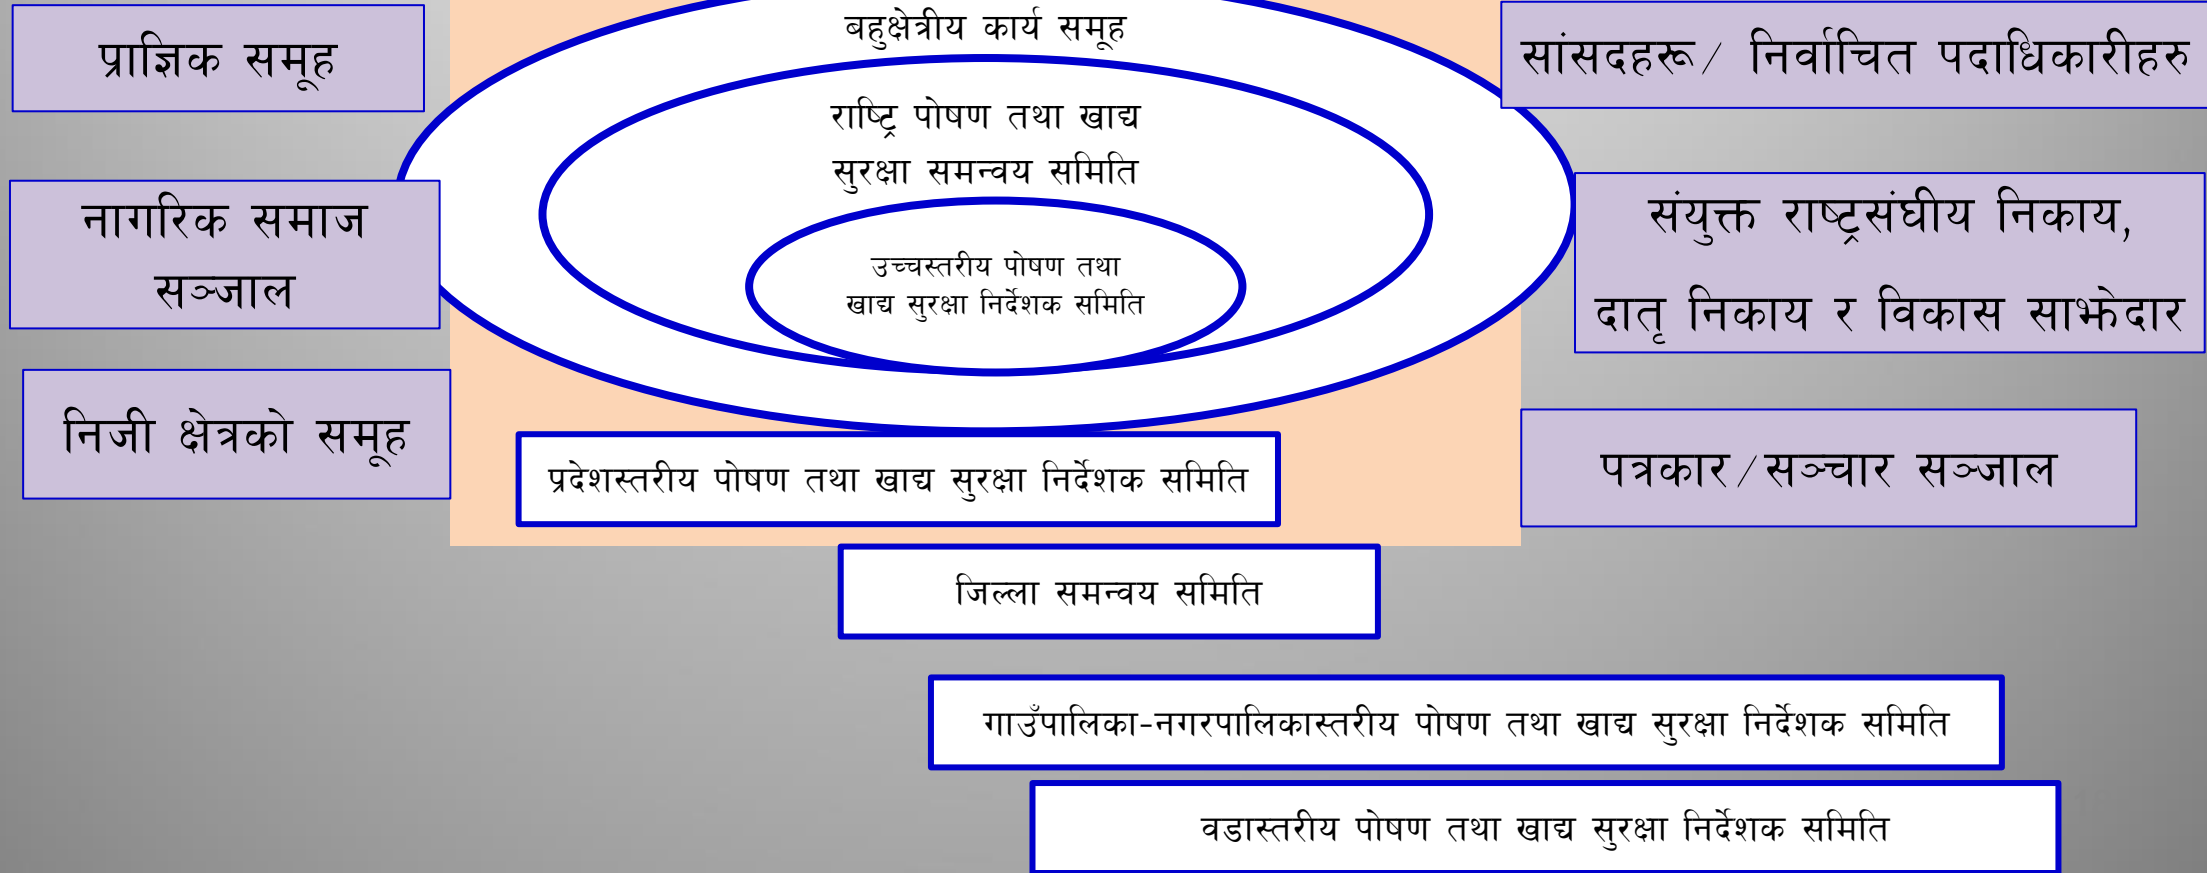 प्राज्ञिक समूह
नागरिक समाज
सञ्जाल
निजी क्षेत्रको समूह
बहुक्षेत्रीय कार्य समूह
राष्ट्रि पोषण तथा खाद्य
सुरक्षा समन्वय समिति
उच्चस्तरीय पोषण तथा
खाद्य सुरक्षा निर्देशक समिति
सांसदहरू/ निर्वाचित पदाधिकारीहरु
संयुक्त राष्ट्रसंघीय निकाय,
दातृ निकाय र विकास साझेदार
पत्रकार/सञ्चार सञ्जाल
प्रदेशस्तरीय पोषण तथा खाद्य सुरक्षा निर्देशक समिति
जिल्ला समन्वय समिति
गाउँपालिका-नगरपालिकास्तरीय पोषण तथा खाद्य सुरक्षा निर्देशक समिति
वडास्तरीय पोषण तथा खाद्य सुरक्षा निर्देशक समिति